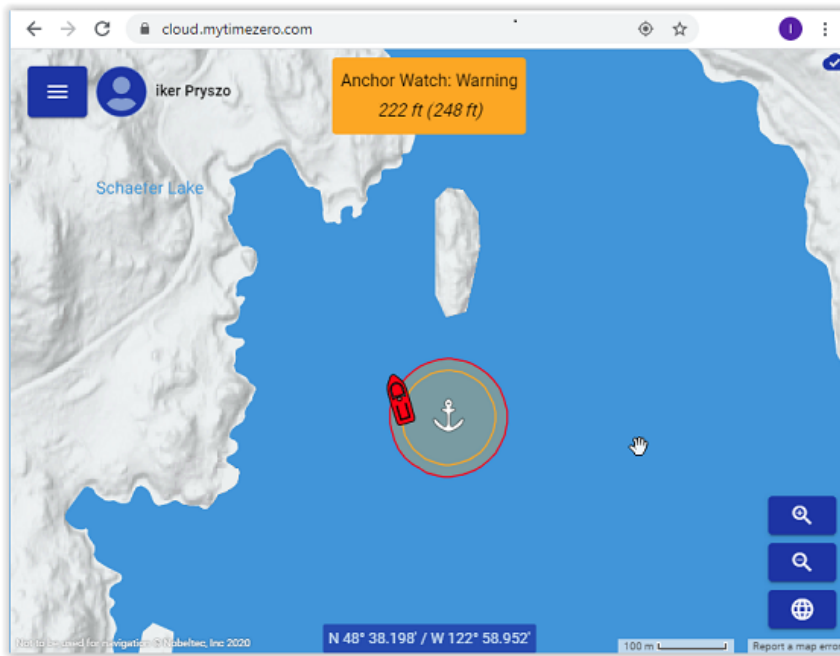 cloud.mytimezero.com
I
iker Pryszo
Anchor Watch: Warning
222 ft (248 ft)
Schaefer Lake
N 48° 38.198' / W 122° 58.952'
Not to be used for navigation © Nobeltec, Inc 2020
100 m
Report a map error